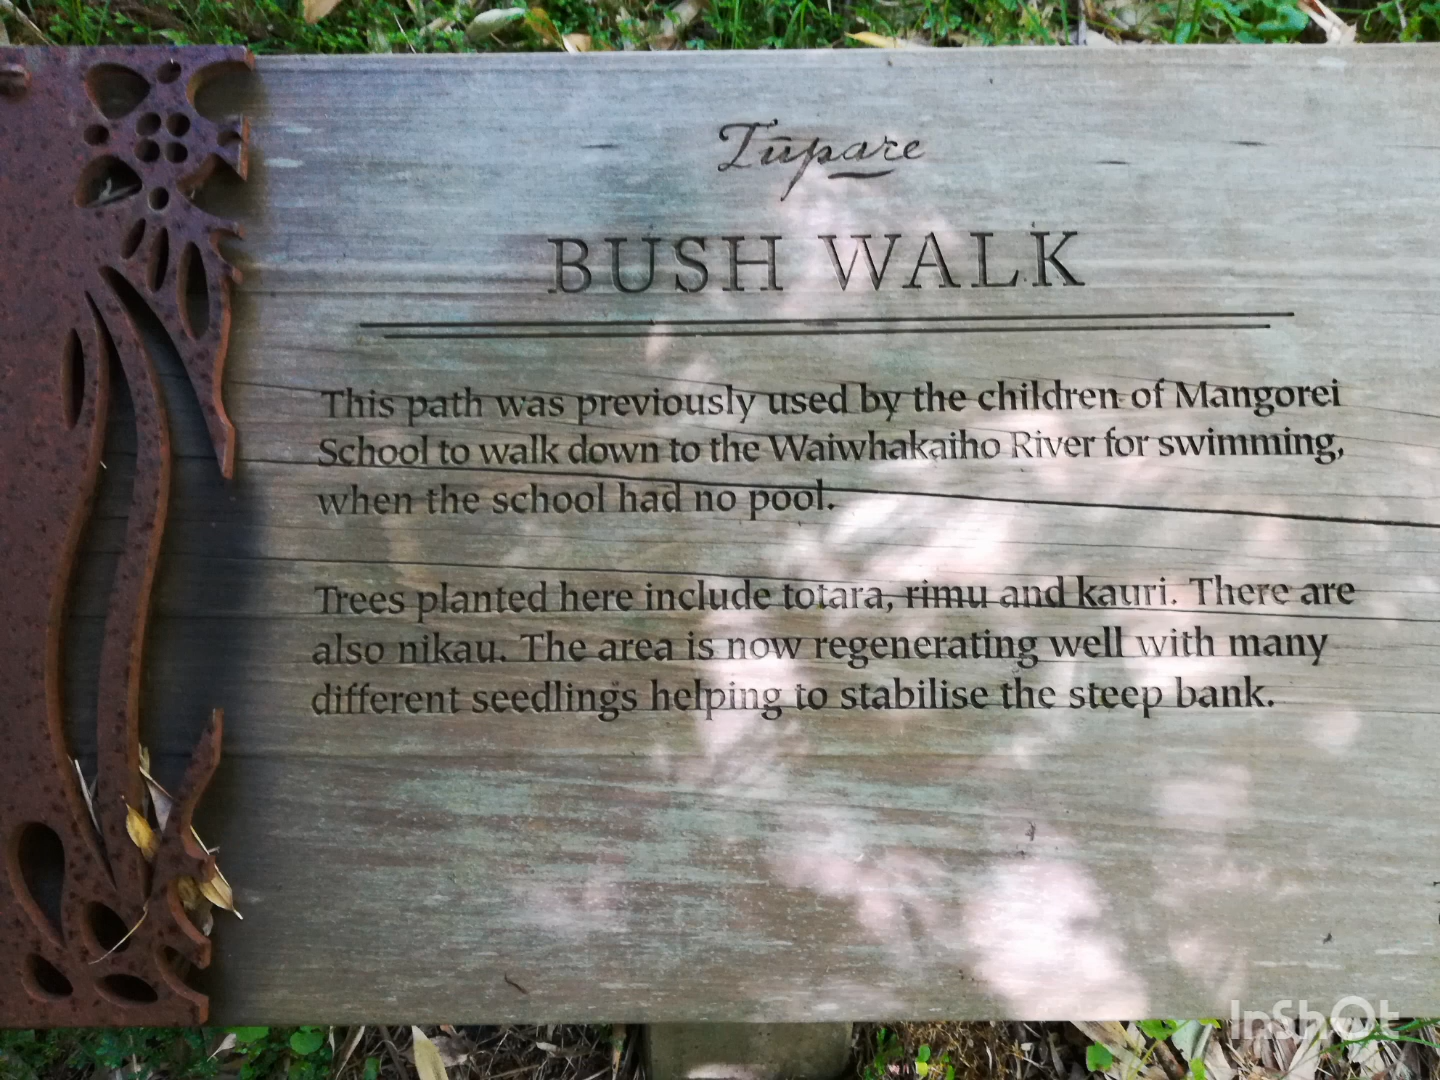 Tūpare
BUSH WALK
This path was previously used by the children of Mangorei
School to walk down to the Waiwhakaiho River for swimming,
when the school had no pool.
Trees planted here include totara, rimu and kauri. There are
also nikau. The area is now regenerating well with many
different seedlings helping to stabilise the steep bank.
InShOt